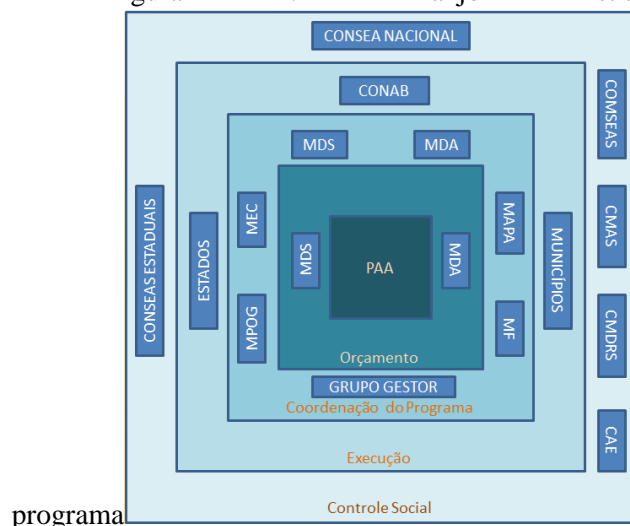 CONSEA NACIONAL
CONAB
COMSEAS
MDS
MDA
CONSEAS ESTADUAIS
ESTADOS
MEC
MDS
PAA
MDA
MAPA
MUNICÍPIOS
CMAS
MPOG
MF
CMDRS
Orçamento
GRUPO GESTOR
Coordenação do Programa
CAE
Execução
Controle Social
programa